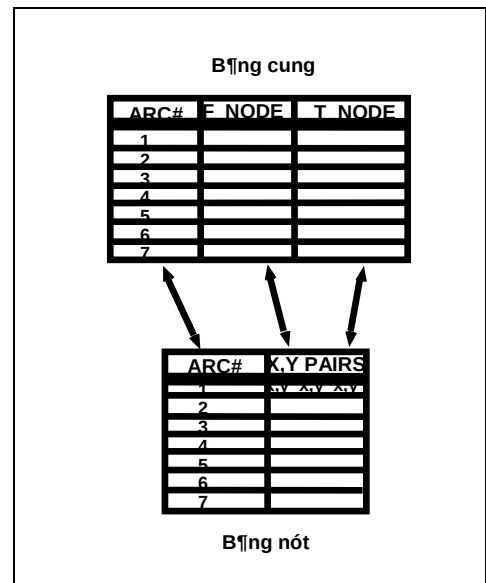 B¶ng cung
ARC# F_NODE T_NODE
1
2
3
4
5
6
7
ARC# X,Y PAIRS
1 x,y x,y x,y
2
3
4
5
6
7
B¶ng nót